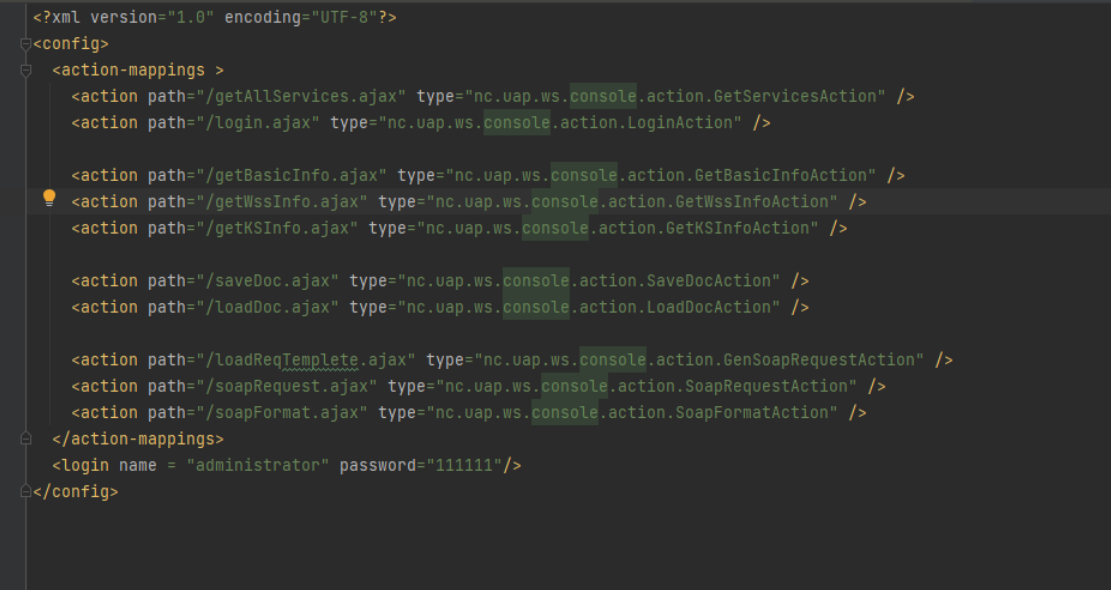 <?xml version="1.0" encoding="UTF-8"?>
<config>
<action-mappings >
<action path="/getAllServices.ajax" type="nc.uap.ws.console.action.GetServicesAction" />
<action path="/login.ajax" type="nc.uap.ws.console.action.LoginAction" />
<action path="/getBasicInfo.ajax" type="nc.uap.ws.console.action.GetBasicInfoAction" />
<action path="/getWssInfo.ajax" type="nc.uap.ws.console.action.GetWssInfoAction" />
<action path="/getKSInfo.ajax" type="nc.uap.ws.console.action.GetKSInfoAction" />
<action path="/saveDoc.ajax" type="nc.uap.ws.console.action.SaveDocAction" />
<action path="/loadDoc.ajax" type="nc.uap.ws.console.action.LoadDocAction" />
<action path="/loadReqTemplete.ajax" type="nc.uap.ws.console.action.GenSoapRequestAction" />
<action path="/soapRequest.ajax" type="nc.uap.ws.console.action.SoapRequestAction" />
<action path="/soapFormat.ajax" type="nc.uap.ws.console.action.SoapFormatAction" />
</action-mappings>
<login name = "administrator" password="111111"/>
</config>